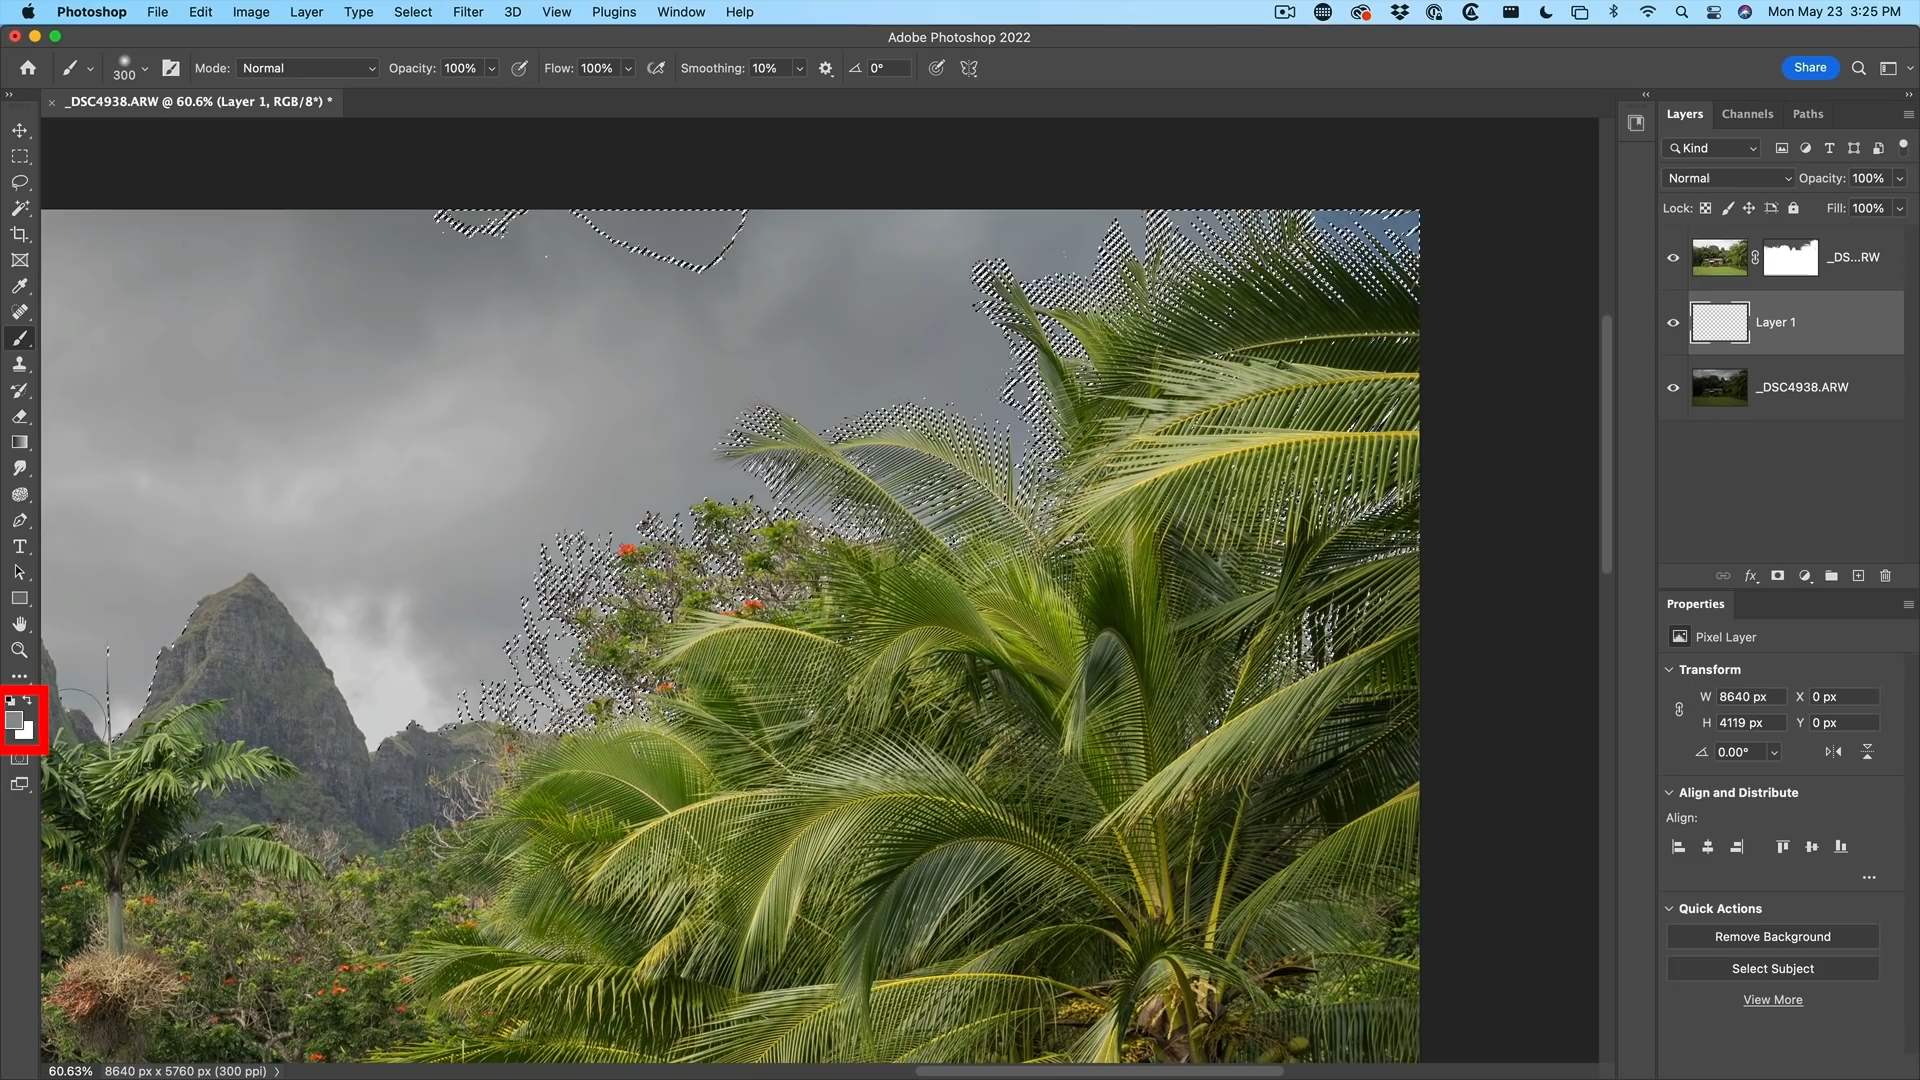 Photoshop File Edit Image Layer Type Select Filter 3D View Plugins Window Help Mon May 23 3:25 PM
Adobe Photoshop 2022
300 Mode: Normal Opacity: 100% Flow: 100% Smoothing: 10% 0° Share
_DSC4938.ARW @ 60.6% (Layer 1, RGB/8*) *
Layers Channels Paths
Kind
Normal Opacity: 100%
Lock: Fill: 100%
_DS...RW
Layer 1
_DSC4938.ARW
Properties
Pixel Layer
Transform
W 8640 px X 0 px
H 4119 px Y 0 px
0.00°
Align and Distribute
Align:
Quick Actions
Remove Background
Select Subject
View More
60.63% 8640 px x 5760 px (300 ppi)